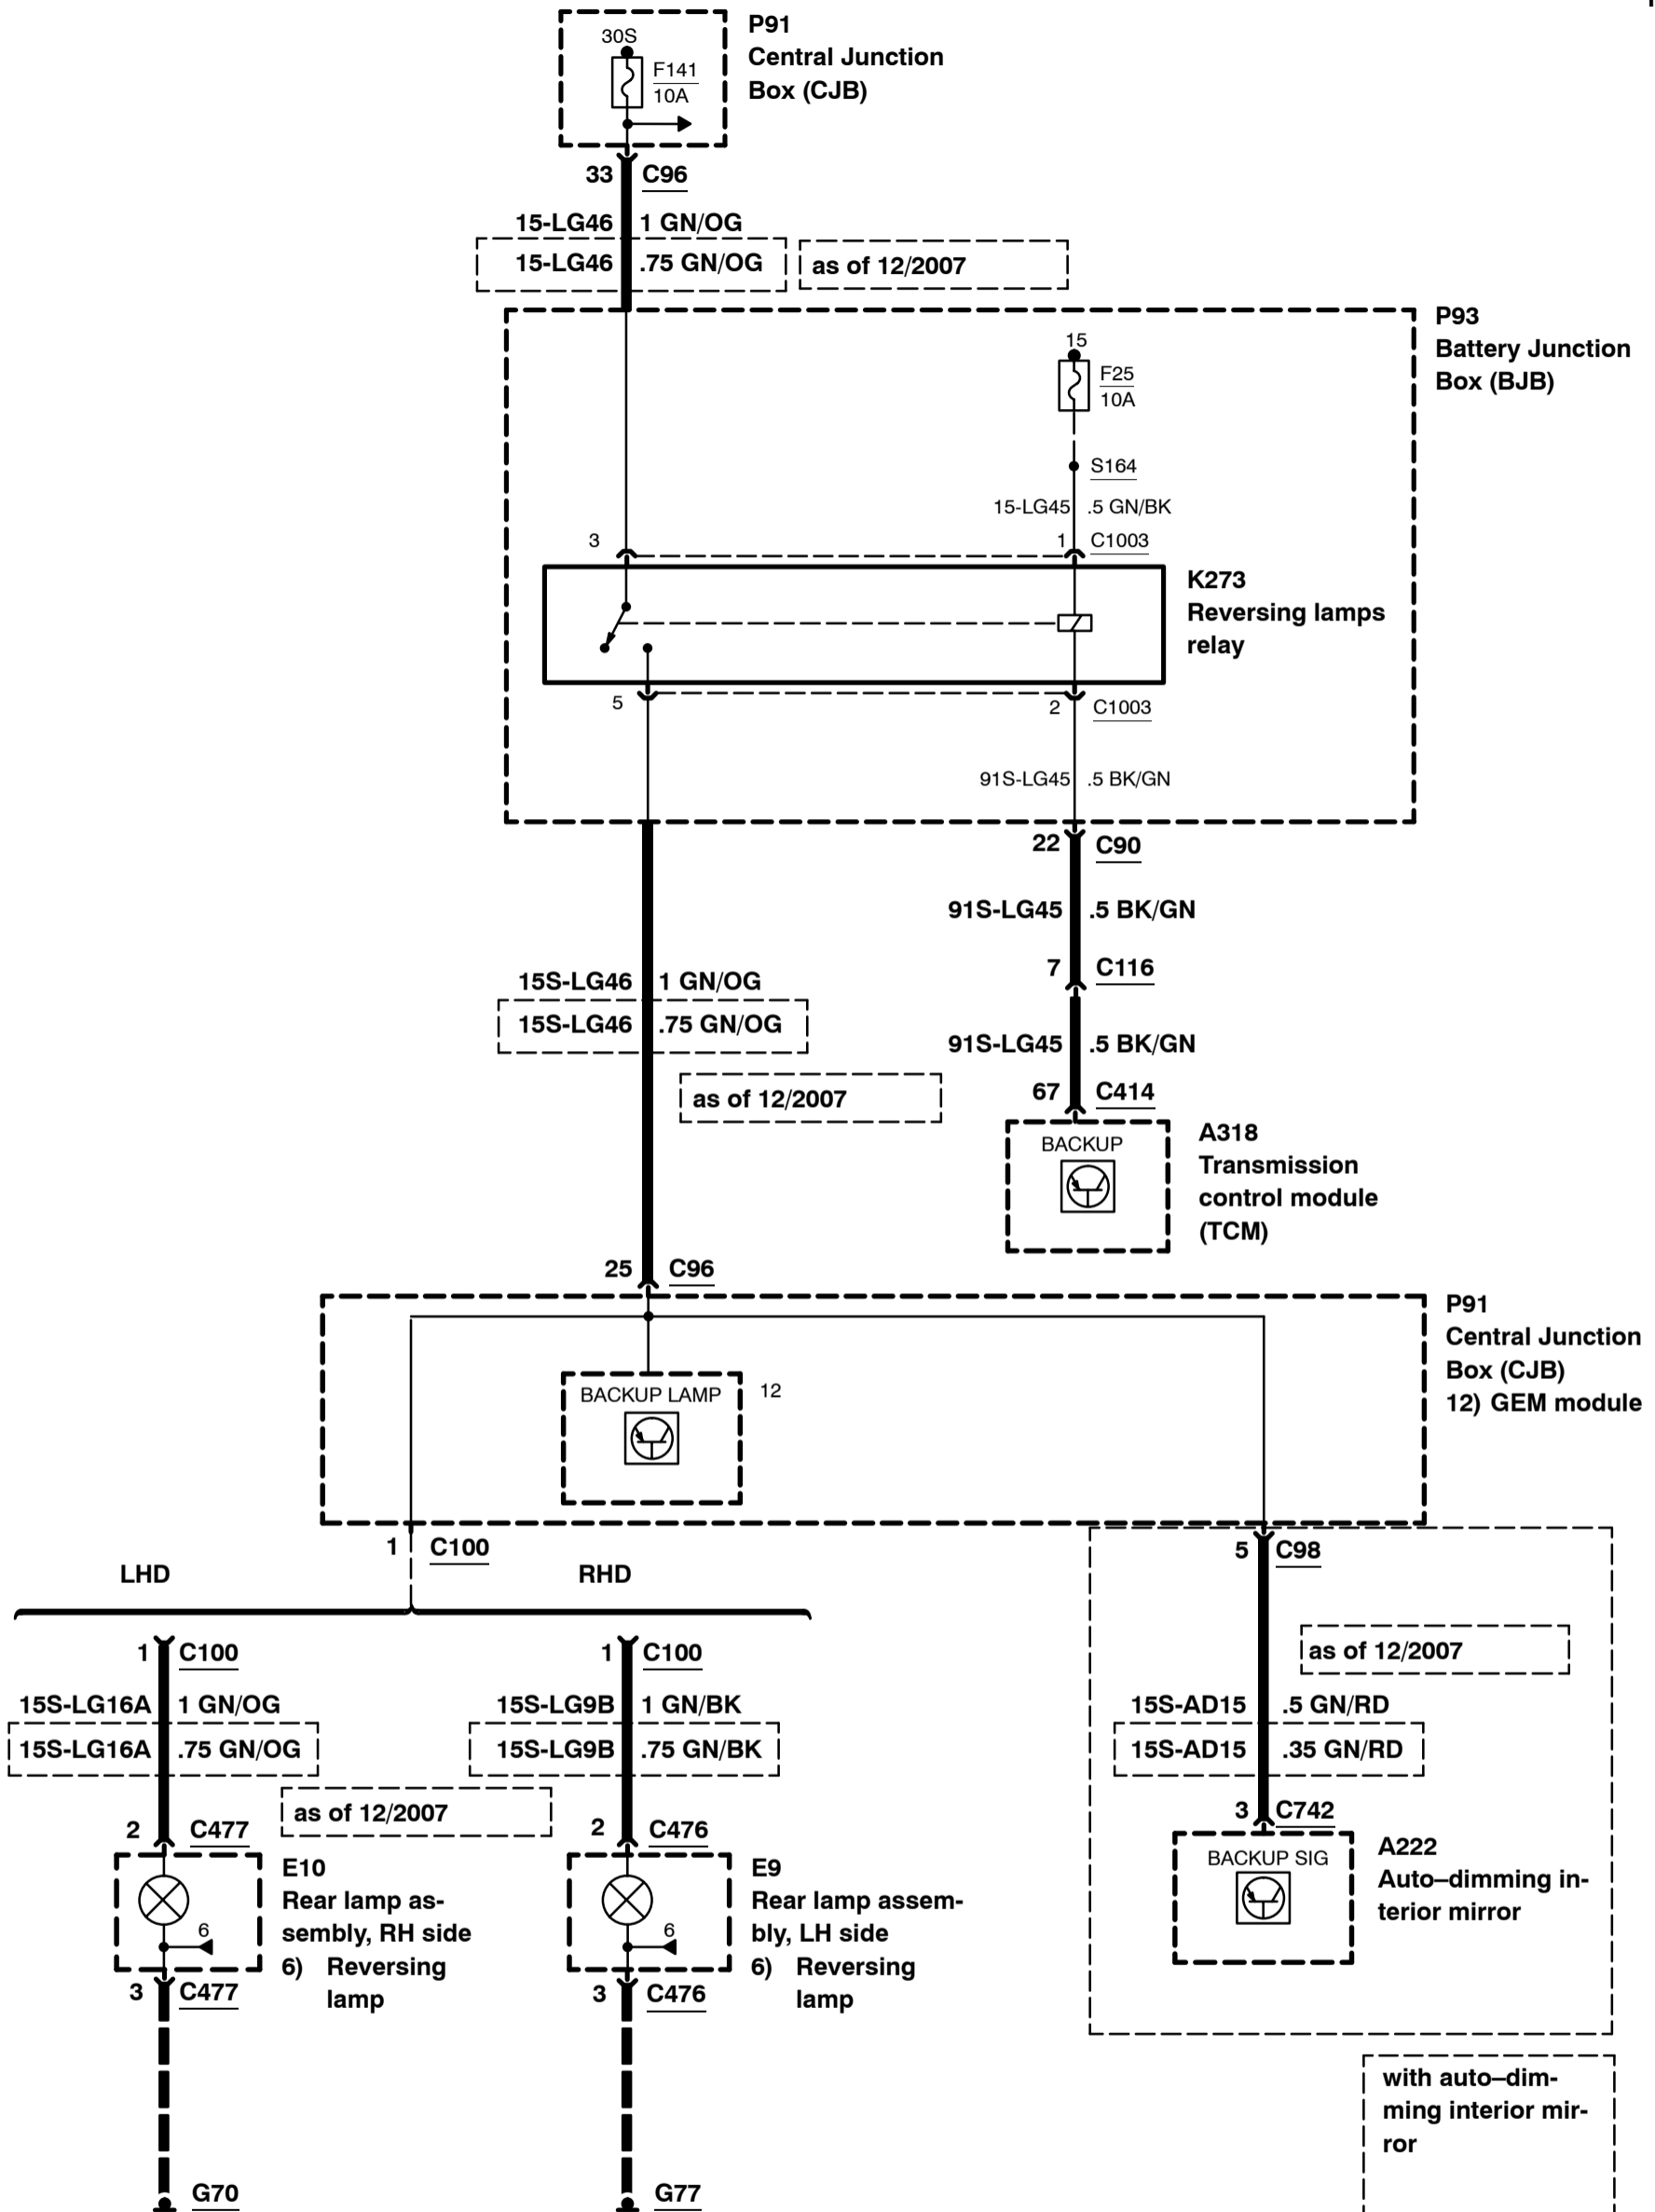 30S
F141
10A
P91
Central Junction
Box (CJB)
33 C96
15-LG46 1 GN/OG
15-LG46 .75 GN/OG
as of 12/2007
P93
Battery Junction
Box (BJB)
15
F25
10A
S164
15-LG45 .5 GN/BK
3
1 C1003
K273
Reversing lamps
relay
5
2 C1003
91S-LG45 .5 BK/GN
22 C90
91S-LG45 .5 BK/GN
7 C116
15S-LG46 1 GN/OG
15S-LG46 .75 GN/OG
as of 12/2007
91S-LG45 .5 BK/GN
67 C414
BACKUP
A318
Transmission
control module
(TCM)
25 C96
P91
Central Junction
Box (CJB)
12) GEM module
BACKUP LAMP
12
1 C100
LHD
RHD
5 C98
as of 12/2007
1 C100
15S-LG16A 1 GN/OG
15S-LG16A .75 GN/OG
1 C100
15S-LG9B 1 GN/BK
15S-LG9B .75 GN/BK
15S-AD15 .5 GN/RD
15S-AD15 .35 GN/RD
as of 12/2007
2 C477
2 C476
3 C742
E10
Rear lamp as-
sembly, RH side
6) Reversing
lamp
6
3 C477
E9
Rear lamp assem-
bly, LH side
6) Reversing
lamp
6
3 C476
BACKUP SIG
A222
Auto–dimming in-
terior mirror
with auto–dim-
ming interior mir-
ror
G70
G77